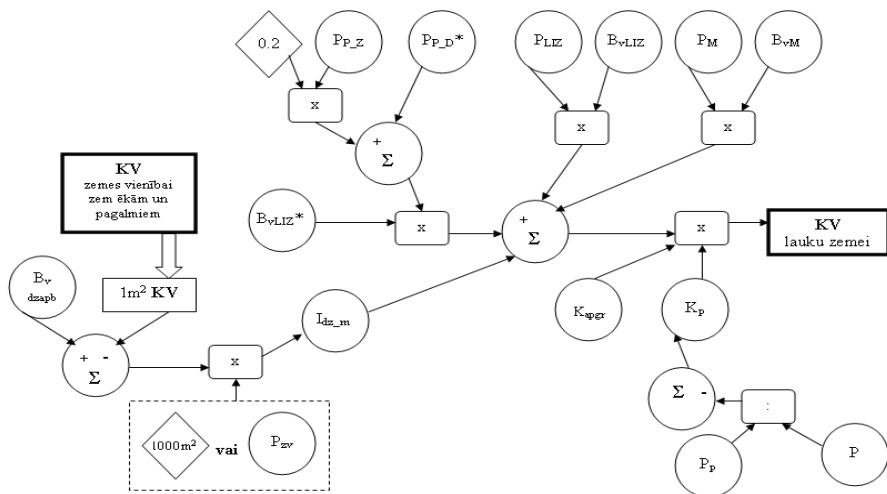 0.2
P_P_Z
P_P_D*
P_LIZ
B_vLIZ
P_M
B_vM
x
x
x
+
Σ
KV
zemes vienībai
zem ēkām un
pagalmiem
B_vLIZ*
x
+
Σ
x
KV
lauku zemei
B_v
dzapb
1m² KV
I_dz_m
K_apgr
K_p
+ -
Σ
x
Σ -
:
1000m² vai P_zv
P_p
P